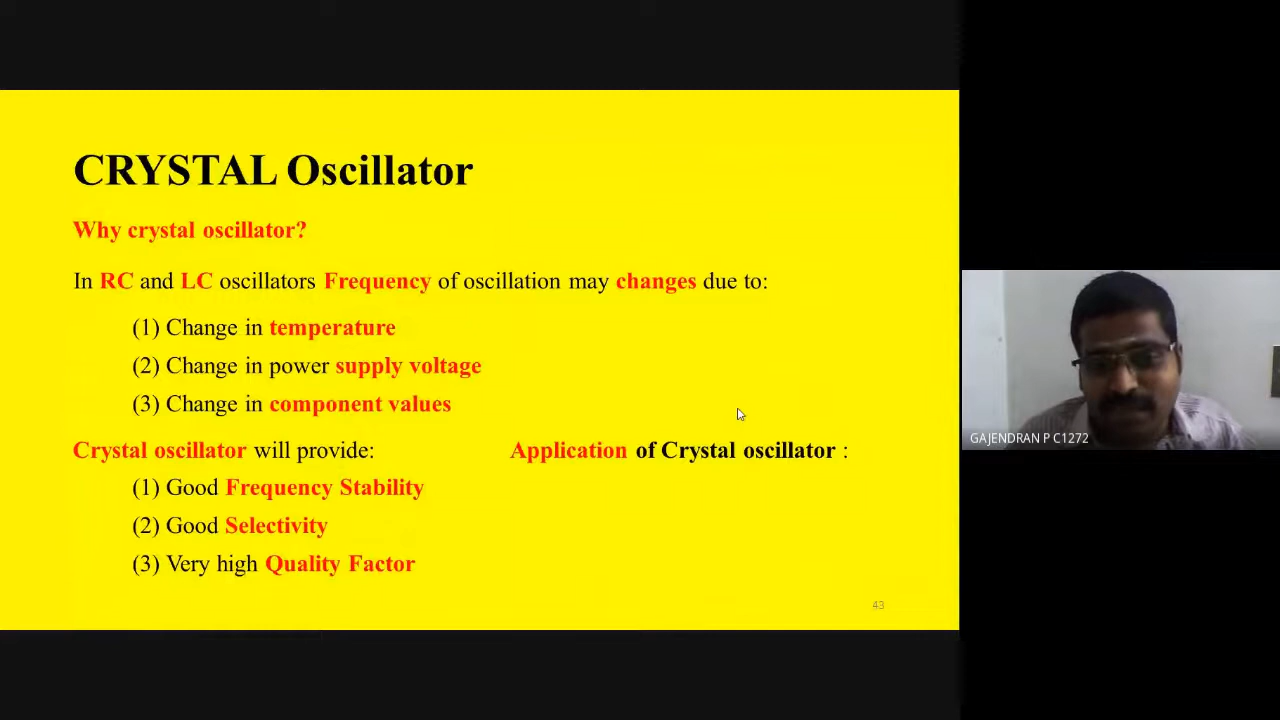 CRYSTAL Oscillator
Why crystal oscillator?
In RC and LC oscillators Frequency of oscillation may changes due to:
(1) Change in temperature
(2) Change in power supply voltage
(3) Change in component values
Crystal oscillator will provide:
(1) Good Frequency Stability
(2) Good Selectivity
(3) Very high Quality Factor
Application of Crystal oscillator :
43
GAJENDRAN P C1272